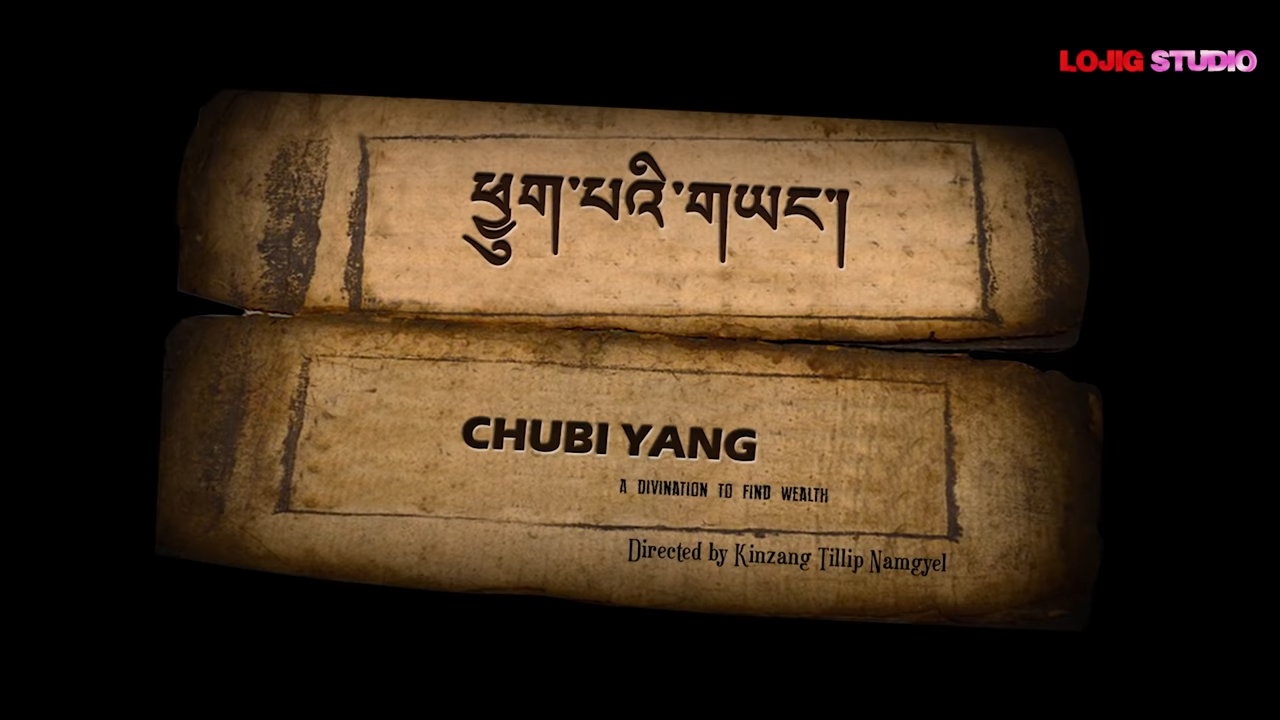 LOJIG STUDIO
ཕྱུག་པའི་གཡང་།
CHUBI YANG
A DIVINATION TO FIND WEALTH
Directed by Kinzang Tillip Namgyel